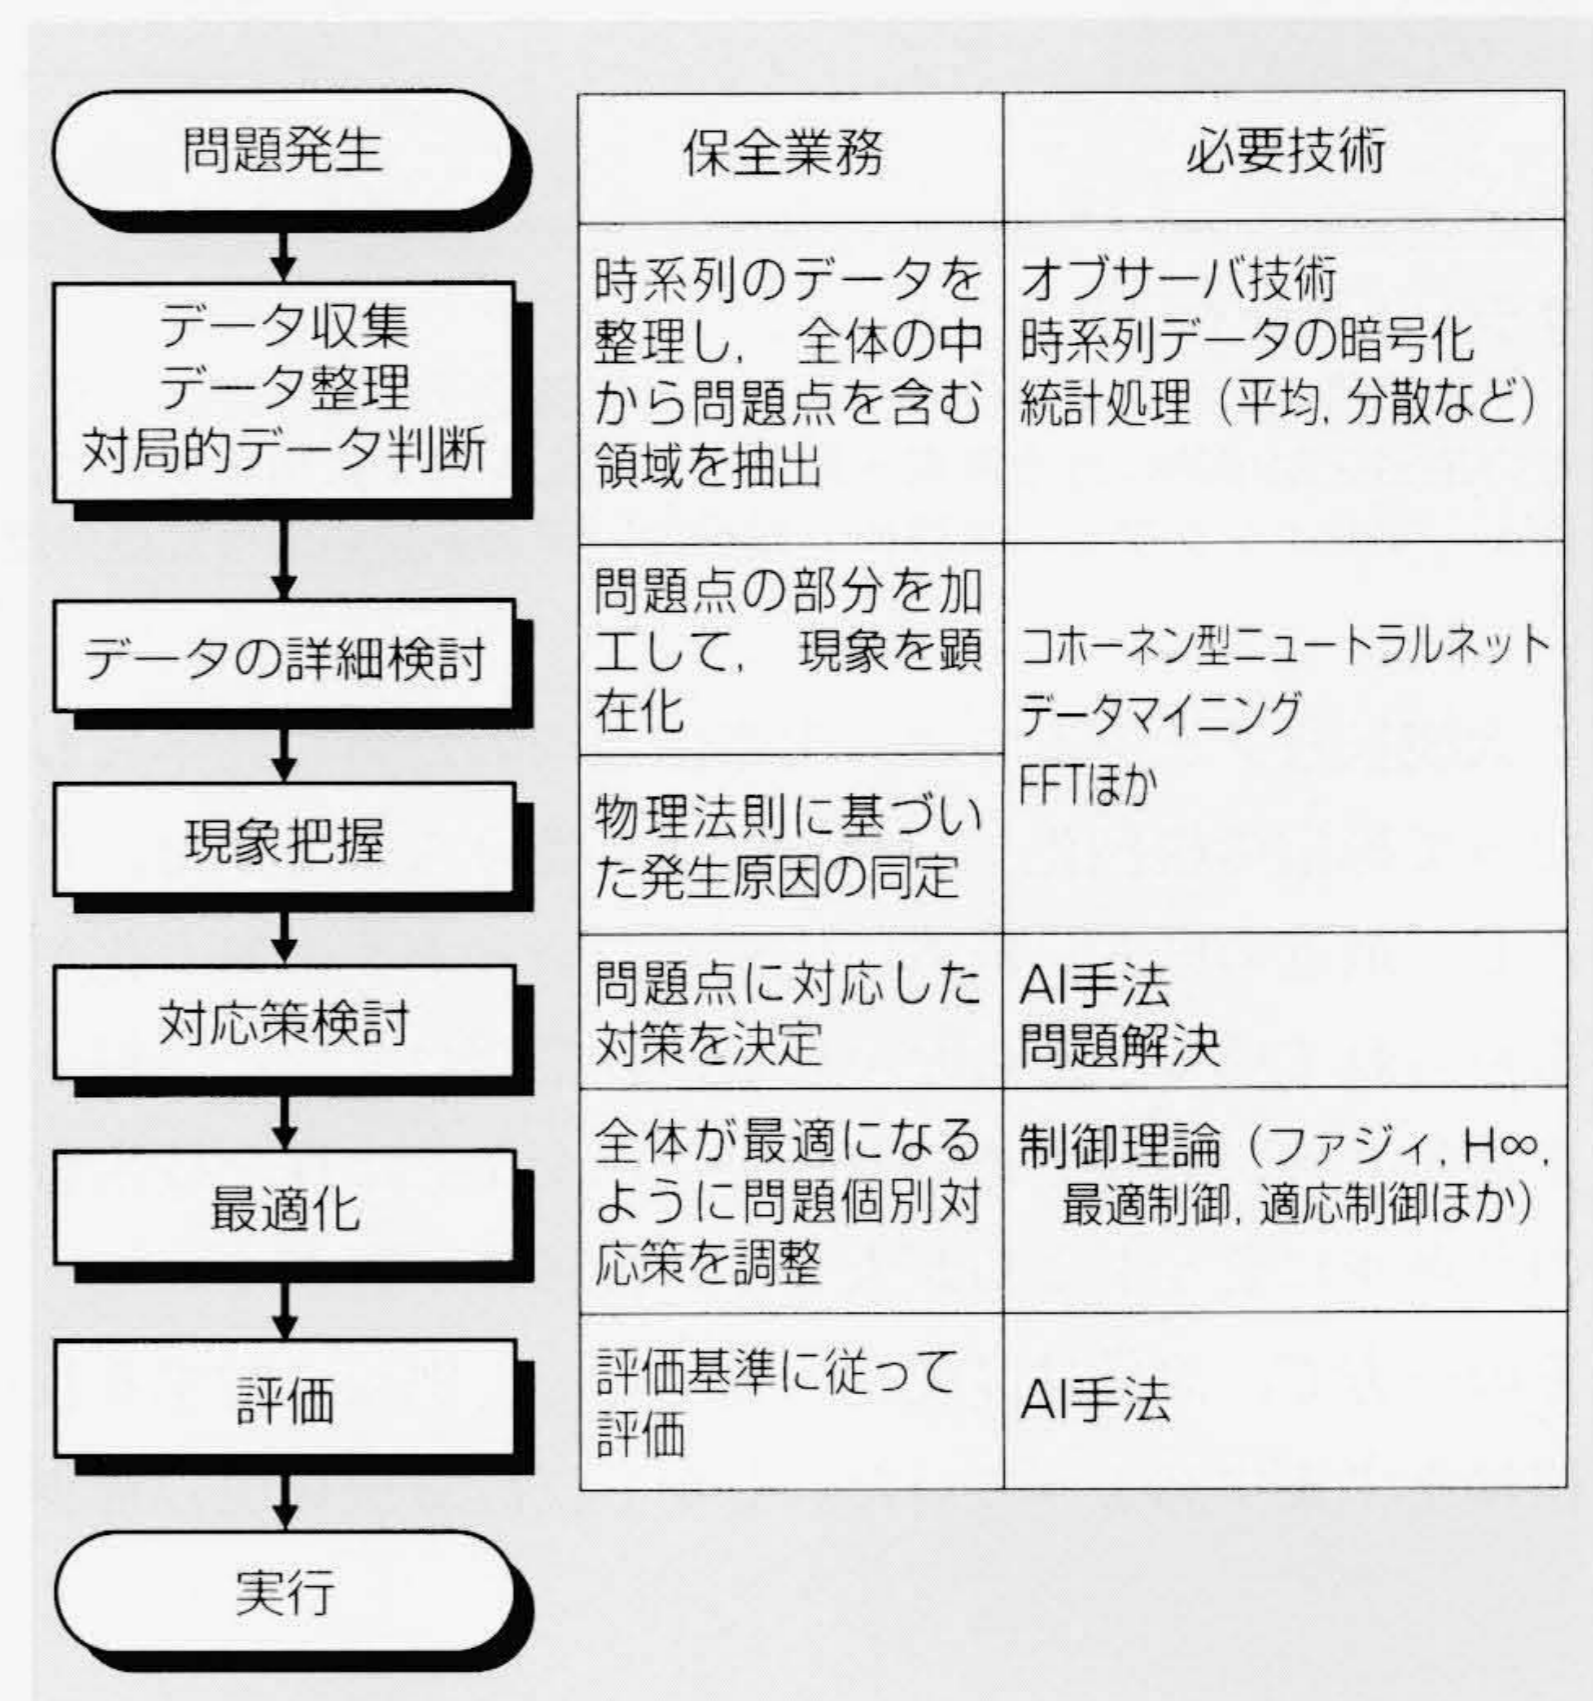 問題発生
データ収集
データ整理
対局的データ判断
データの詳細検討
現象把握
対応策検討
最適化
評価
実行
保全業務
必要技術
時系列のデータを
整理し, 全体の中
から問題点を含む
領域を抽出
オブサーバ技術
時系列データの暗号化
統計処理(平均, 分散など)
問題点の部分を加
工して, 現象を顕
在化
コホーネン型ニュートラルネット
データマイニング
FFTほか
物理法則に基づい
た発生原因の同定
問題点に対応した
対策を決定
AI手法
問題解決
全体が最適になる
ように問題個別対
応策を調整
制御理論(ファジィ, H∞,
最適制御, 適応制御ほか)
評価基準に従って
評価
AI手法